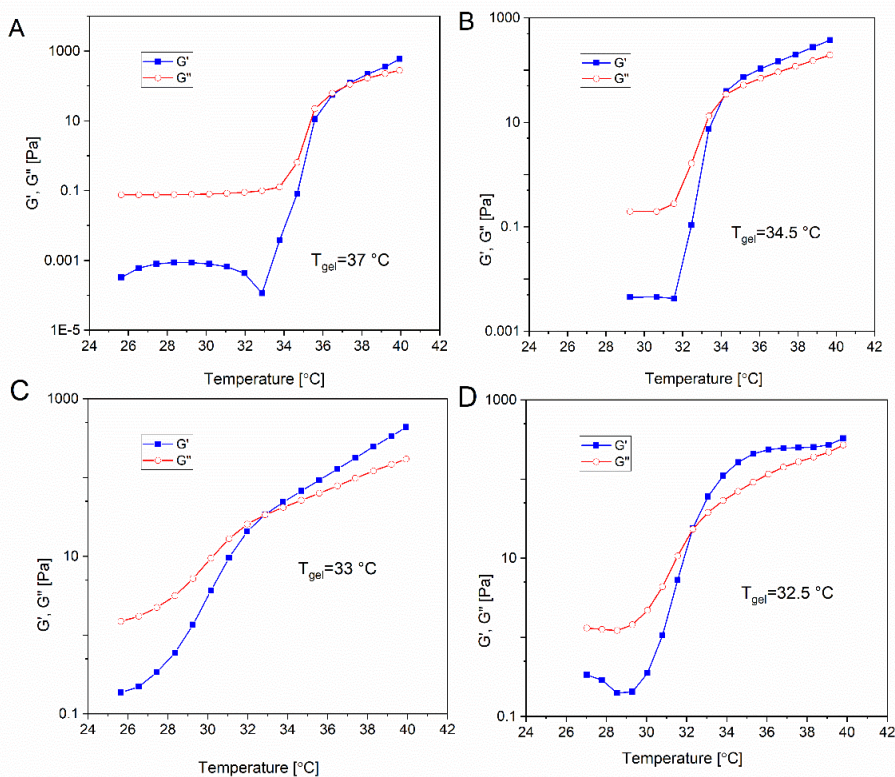 A
1000
10
0.1
0.001
1E-5
G', G" [Pa]
G'
G"
T_gel=37 °C
24 26 28 30 32 34 36 38 40 42
Temperature [°C]
B
1000
10
0.1
0.001
G', G" [Pa]
G'
G"
T_gel=34.5 °C
24 26 28 30 32 34 36 38 40 42
Temperature [°C]
C
1000
10
0.1
G', G" [Pa]
G'
G"
T_gel=33 °C
24 26 28 30 32 34 36 38 40 42
Temperature [°C]
D
1000
10
0.1
G', G" [Pa]
G'
G"
T_gel=32.5 °C
24 26 28 30 32 34 36 38 40 42
Temperature [°C]